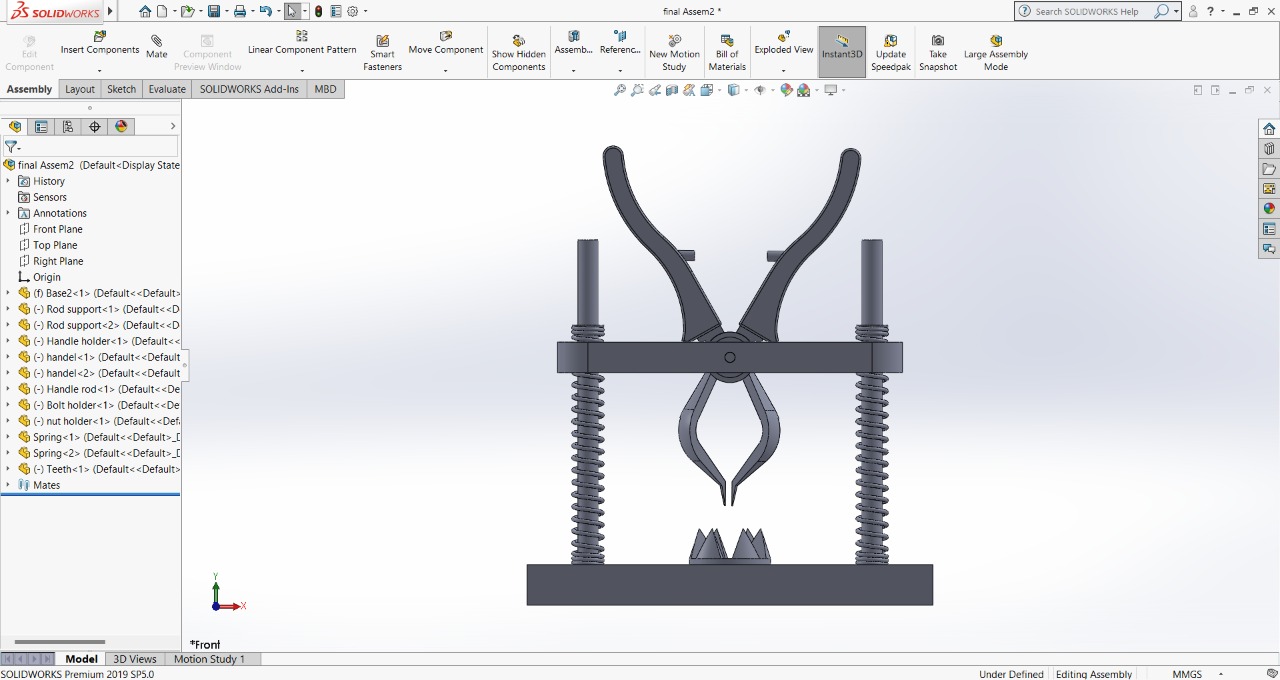 SOLIDWORKS
final Assem2 *
Search SOLIDWORKS Help
?
Edit
Component
Insert Components
Mate
Component
Preview Window
Linear Component Pattern
Smart
Fasteners
Move Component
Show Hidden
Components
Assemb...
Referenc...
New Motion
Study
Bill of
Materials
Exploded View
Instant3D
Update
Speedpak
Take
Snapshot
Large Assembly
Mode
Assembly
Layout
Sketch
Evaluate
SOLIDWORKS Add-Ins
MBD
final Assem2 (Default<Display State
History
Sensors
Annotations
Front Plane
Top Plane
Right Plane
Origin
(f) Base2<1> (Default<<Default>
(-) Rod support<1> (Default<<D
(-) Rod support<2> (Default<<D
(-) Handle holder<1> (Default<<
(-) handel<1> (Default<<Default
(-) handel<2> (Default<<Default
(-) Handle rod<1> (Default<<De
(-) Bolt holder<1> (Default<<De
(-) nut holder<1> (Default<<Def
Spring<1> (Default<<Default>_D
Spring<2> (Default<<Default>_D
(-) Teeth<1> (Default<<Default>
Mates
Y
X
*Front
Model
3D Views
Motion Study 1
SOLIDWORKS Premium 2019 SP5.0
Under Defined
Editing Assembly
MMGS